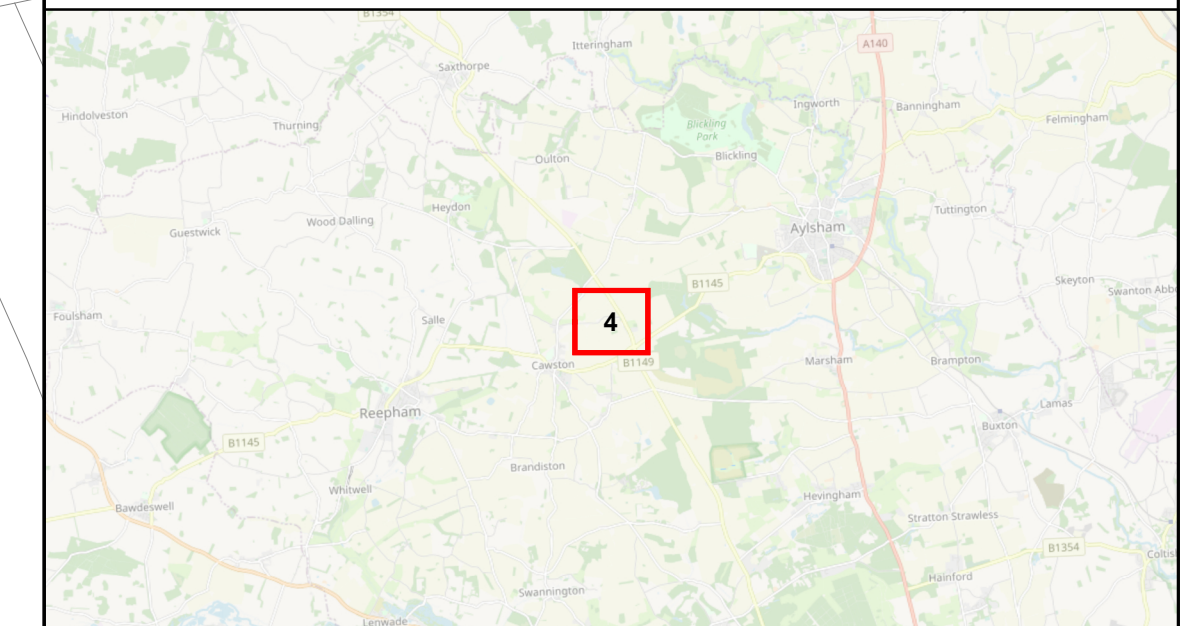 B1354
Itteringham
A140
Saxthorpe
Ingworth
Banningham
Hindolveston
Felmingham
Thurning
Blickling
Park
Oulton
Blickling
Heydon
Tuttington
Wood Dalling
Guestwick
Aylsham
Skeyton
B1145
Swanton Abb
Foulsham
Salle
4
Cawston
B1149
Marsham
Brampton
Reepham
Lamas
Buxton
B1145
Brandiston
Whitwell
Hevingham
Bawdeswell
Stratton Strawless
B1354
Coltis
Hainford
Swannington
Lenwade